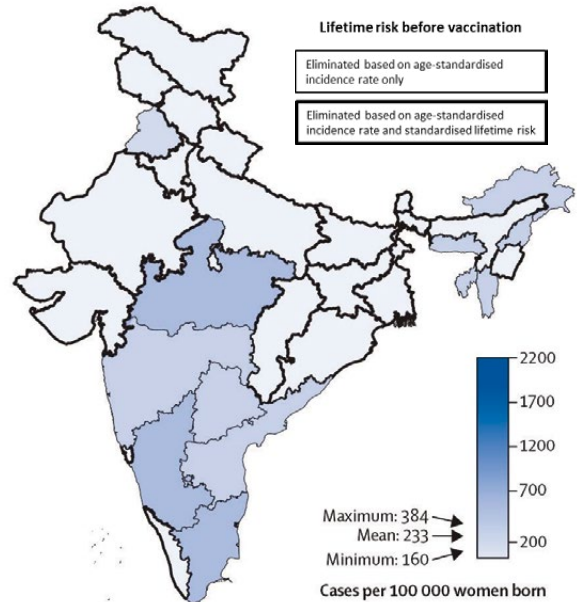 Lifetime risk before vaccination
Eliminated based on age-standardised
incidence rate only
Eliminated based on age-standardised
incidence rate and standardised lifetime risk
2200
1700
1200
700
200
Maximum: 384
Mean: 233
Minimum: 160
Cases per 100 000 women born